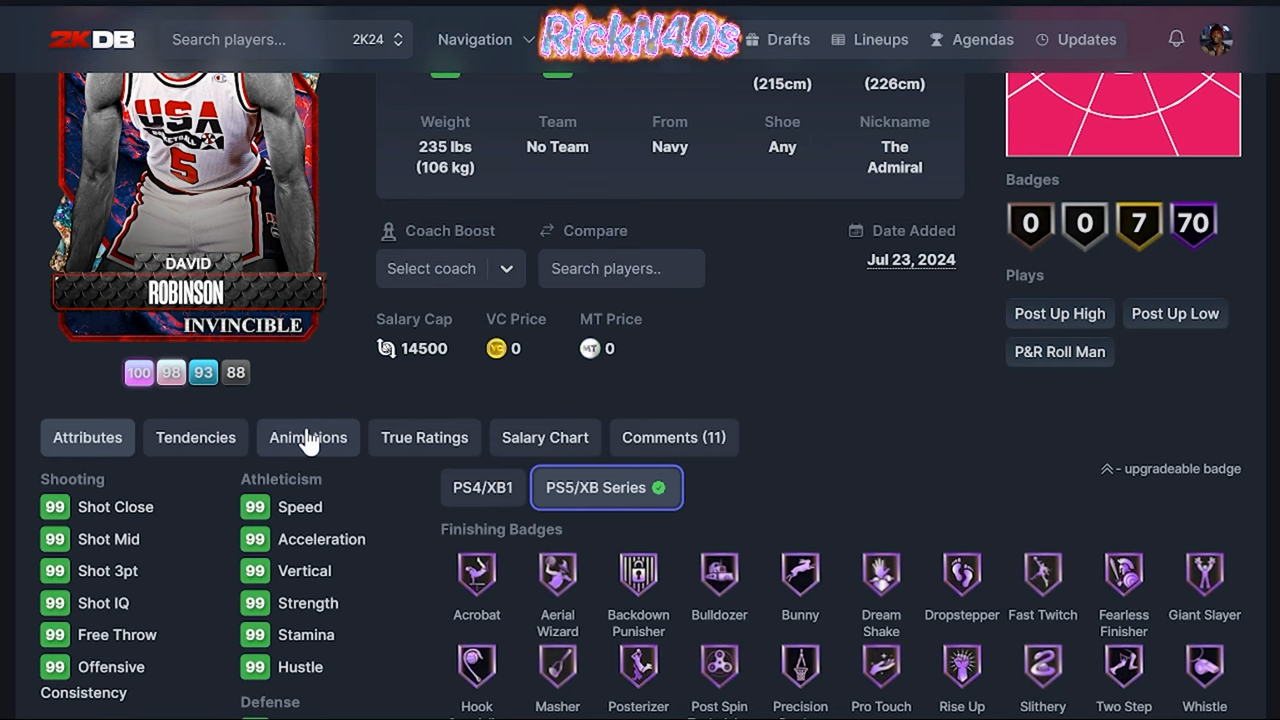 2KDB
Search players...
2K24
Navigation
RickN40s
Drafts
Lineups
Agendas
Updates
(215cm)
(226cm)
Weight
Team
From
Shoe
Nickname
235 lbs
(106 kg)
No Team
Navy
Any
The
Admiral
USA
5
DAVID
ROBINSON
INVINCIBLE
100
98
93
88
Coach Boost
Compare
Date Added
Select coach
Search players..
Jul 23, 2024
Salary Cap
VC Price
MT Price
14500
VC
0
MT
0
Badges
0
0
7
70
Plays
Post Up High
Post Up Low
P&R Roll Man
Attributes
Tendencies
Animations
True Ratings
Salary Chart
Comments (11)
Shooting
99 Shot Close
99 Shot Mid
99 Shot 3pt
99 Shot IQ
99 Free Throw
99 Offensive
Consistency
Athleticism
99 Speed
99 Acceleration
99 Vertical
99 Strength
99 Stamina
99 Hustle
Defense
PS4/XB1
PS5/XB Series
- upgradeable badge
Finishing Badges
Acrobat
Aerial
Wizard
Backdown
Punisher
Bulldozer
Bunny
Dream
Shake
Dropstepper
Fast Twitch
Fearless
Finisher
Giant Slayer
Hook
Masher
Posterizer
Post Spin
Precision
Pro Touch
Rise Up
Slithery
Two Step
Whistle